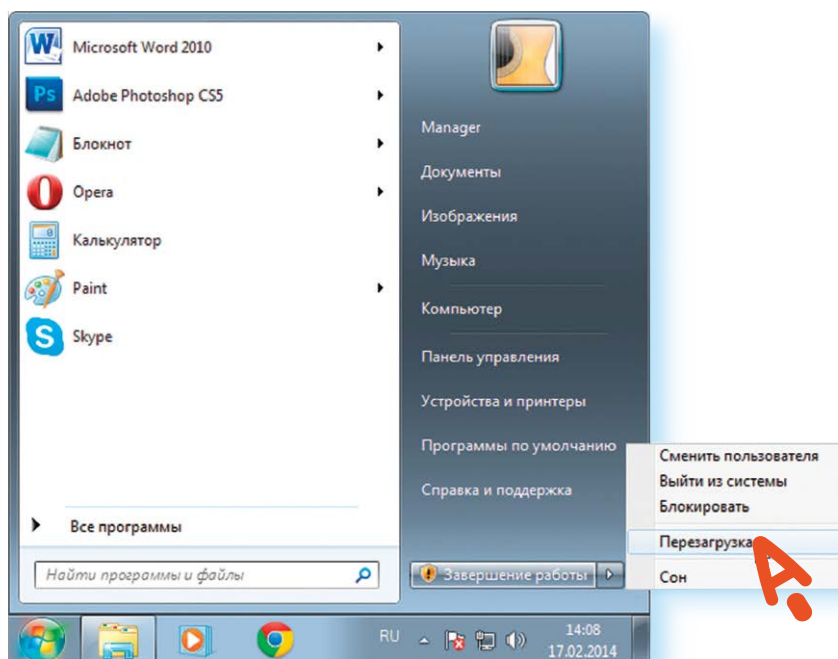 Microsoft Word 2010
Adobe Photoshop CS5
Блокнот
Opera
Калькулятор
Paint
Skype
Все программы
Найти программы и файлы
Manager
Документы
Изображения
Музыка
Компьютер
Панель управления
Устройства и принтеры
Программы по умолчанию
Справка и поддержка
Завершение работы
Сменить пользователя
Выйти из системы
Блокировать
Перезагрузка
Сон
RU
14:08
17.02.2014